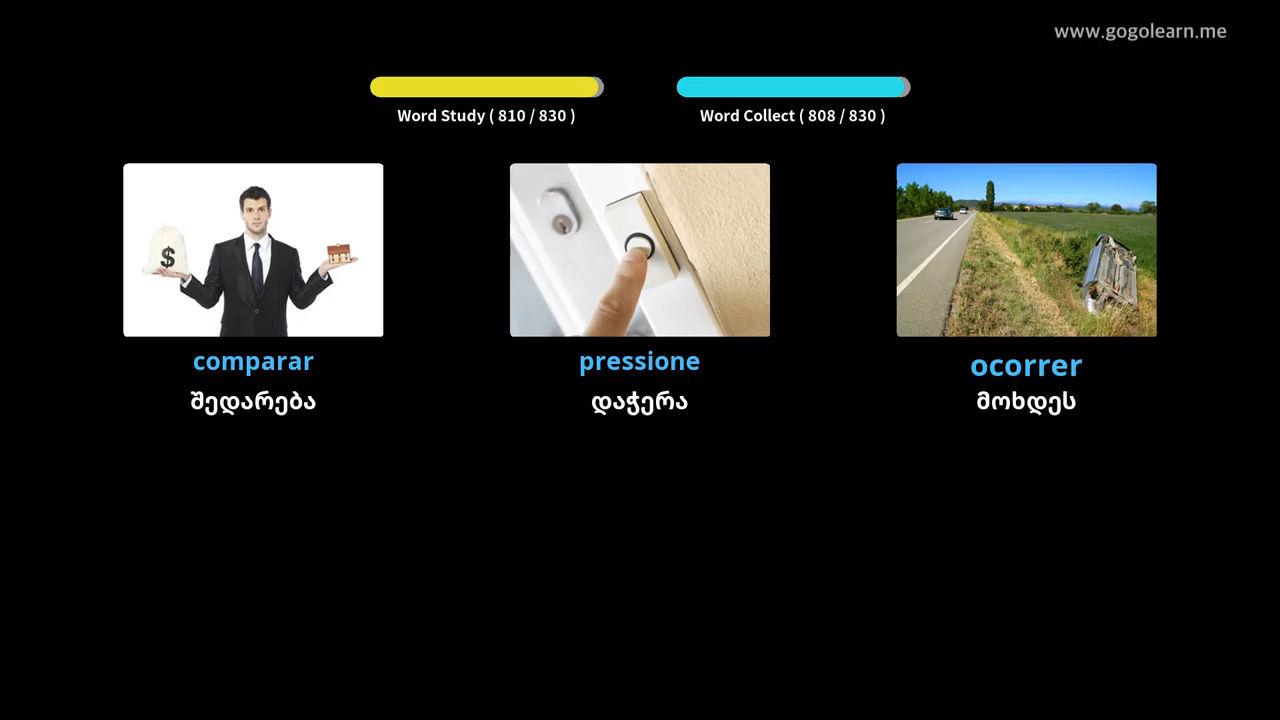 www.gogolearn.me
Word Study ( 810 / 830 )
Word Collect ( 808 / 830 )
$
comparar
pressione
ocorrer
შედარება
დაჭერა
მოხდეს